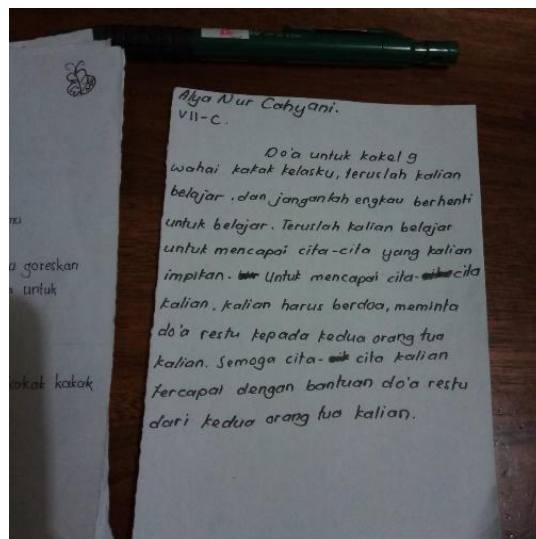 Alya Nur Cahyani.
VII-C.
Do'a untuk kakel 9
wahai kakak kelasku, teruslah kalian
belajar, dan janganlah engkau berhenti
untuk belajar. Teruslah kalian belajar
untuk mencapai cita-cita yang kalian
impikan. Untuk mencapai cita-cita
kalian, kalian harus berdoa, meminta
do'a restu kepada kedua orang tua
kalian. Semoga cita-cita kalian
tercapai dengan bantuan do'a restu
dari kedua orang tua kalian.
goreskan
untuk
kakak